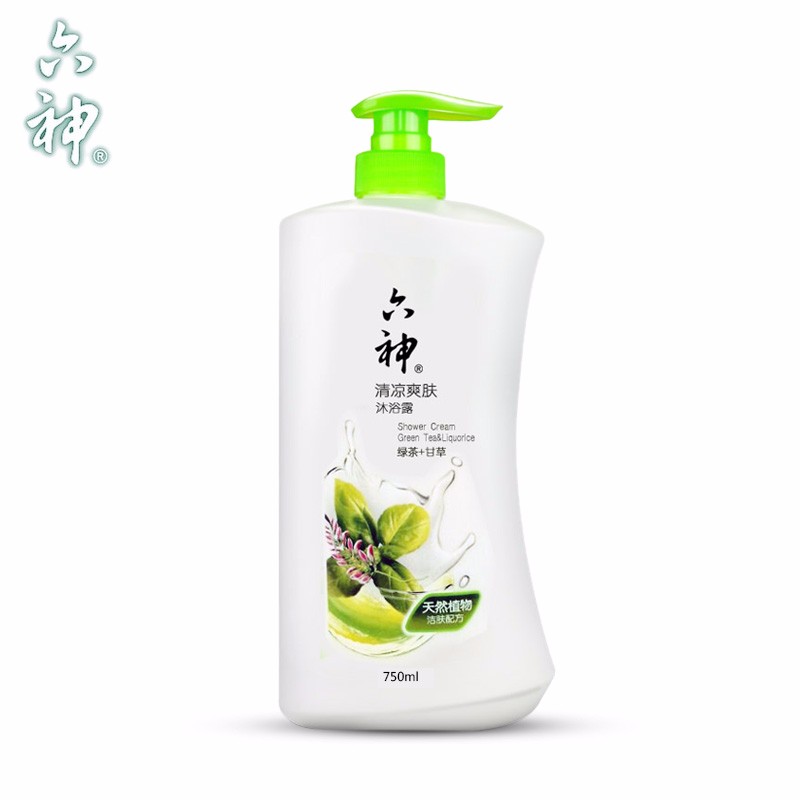 六
神®
六
神®
清凉爽肤
沐浴露
Shower Cream
Green Tea&Liquorice
绿茶+甘草
天然植物
洁肤配方
750ml